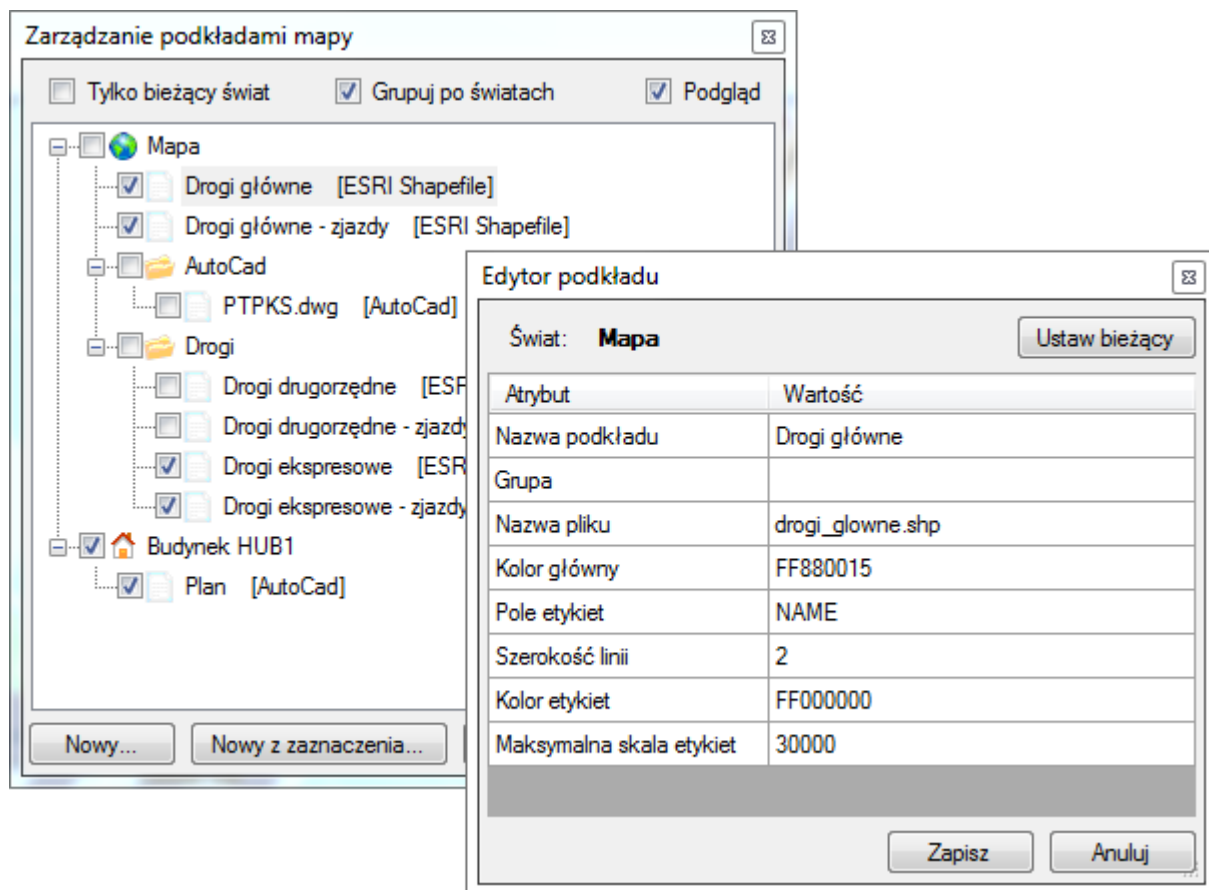 Zarządzanie podkładami mapy
Tylko bieżący świat Grupuj po światach Podgląd
Mapa
Drogi główne [ESRI Shapefile]
Drogi główne - zjazdy [ESRI Shapefile]
AutoCad
PTPKS.dwg [AutoCad]
Drogi
Drogi drugorzędne [ESR
Drogi drugorzędne - zjazdy
Drogi ekspresowe [ESR
Drogi ekspresowe - zjazdy
Budynek HUB1
Plan [AutoCad]
Nowy... Nowy z zaznaczenia...
Edytor podkładu
Świat: Mapa Ustaw bieżący
Atrybut Wartość
Nazwa podkładu Drogi główne
Grupa
Nazwa pliku drogi_glowne.shp
Kolor główny FF880015
Pole etykiet NAME
Szerokość linii 2
Kolor etykiet FF000000
Maksymalna skala etykiet 30000
Zapisz Anuluj